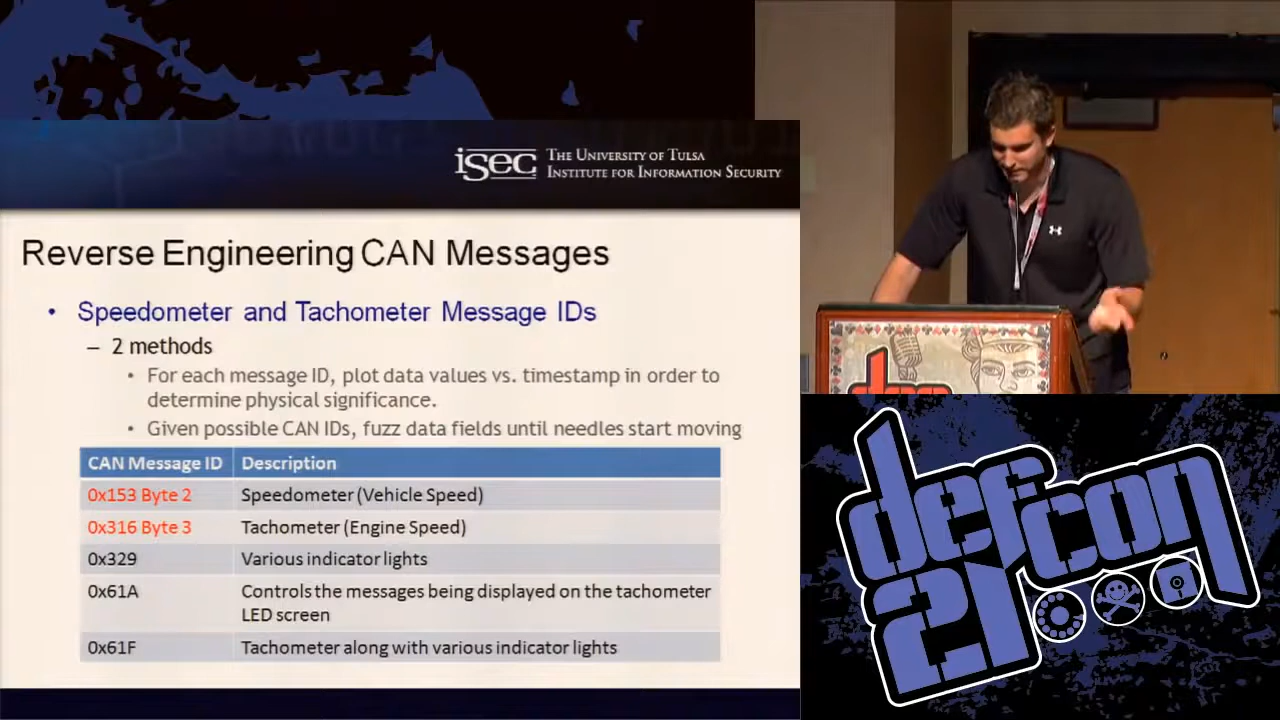 isec THE UNIVERSITY OF TULSA
INSTITUTE FOR INFORMATION SECURITY
Reverse Engineering CAN Messages
• Speedometer and Tachometer Message IDs
– 2 methods
• For each message ID, plot data values vs. timestamp in order to
determine physical significance.
• Given possible CAN IDs, fuzz data fields until needles start moving
CAN Message ID Description
0x153 Byte 2 Speedometer (Vehicle Speed)
0x316 Byte 3 Tachometer (Engine Speed)
0x329 Various indicator lights
0x61A Controls the messages being displayed on the tachometer
LED screen
0x61F Tachometer along with various indicator lights
defcon
21